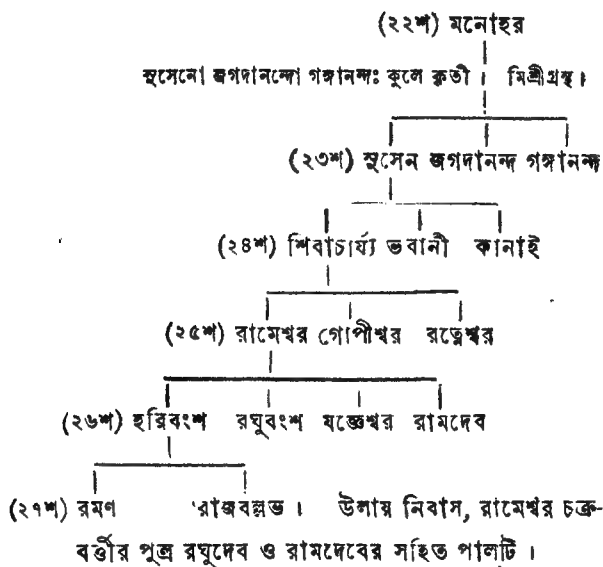 (২২শ) মনোহর
সুসেনো জগদানন্দো গঙ্গানন্দঃ কুলে কৃতী। মিশ্রীগ্রন্থ।
(২৩শ) সুসেন জগদানন্দ গঙ্গানন্দ
(২৪শ) শিবাচার্য্য ভবানী কানাই
(২৫শ) রামেশ্বর গোপীশ্বর রত্নেশ্বর
(২৬শ) হরিবংশ রঘুবংশ যজ্ঞেশ্বর রামদেব
(২৭শ) রমণ রাজবল্লভ। উলায় নিবাস, রামেশ্বর চক্র-
বর্ত্তীর পুত্র রঘুদেব ও রামদেবের সহিত পালটি।